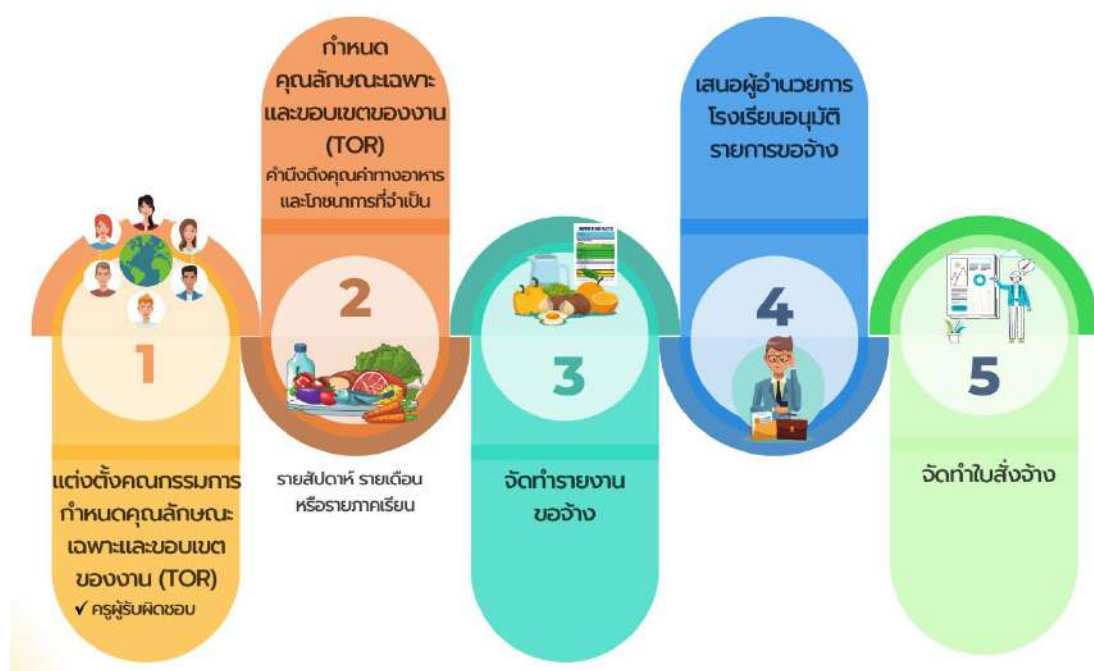 1
แต่งตั้งคณกรรมการ
กำหนดคุณลักษณะ
เฉพาะและขอบเขต
ของงาน (TOR)
✓ ครูผู้รับผิดชอบ
กำหนด
คุณลักษณะเฉพาะ
และขอบเขตของงาน
(TOR)
คำนึงถึงคุณค่าทางอาหาร
และโภชนาการที่จำเป็น
2
รายสัปดาห์ รายเดือน
หรือรายภาคเรียน
3
จัดทำรายงาน
ขอจ้าง
เสนอผู้อำนวยการ
โรงเรียนอนุมัติ
รายการขอจ้าง
4
5
จัดทำใบสั่งจ้าง